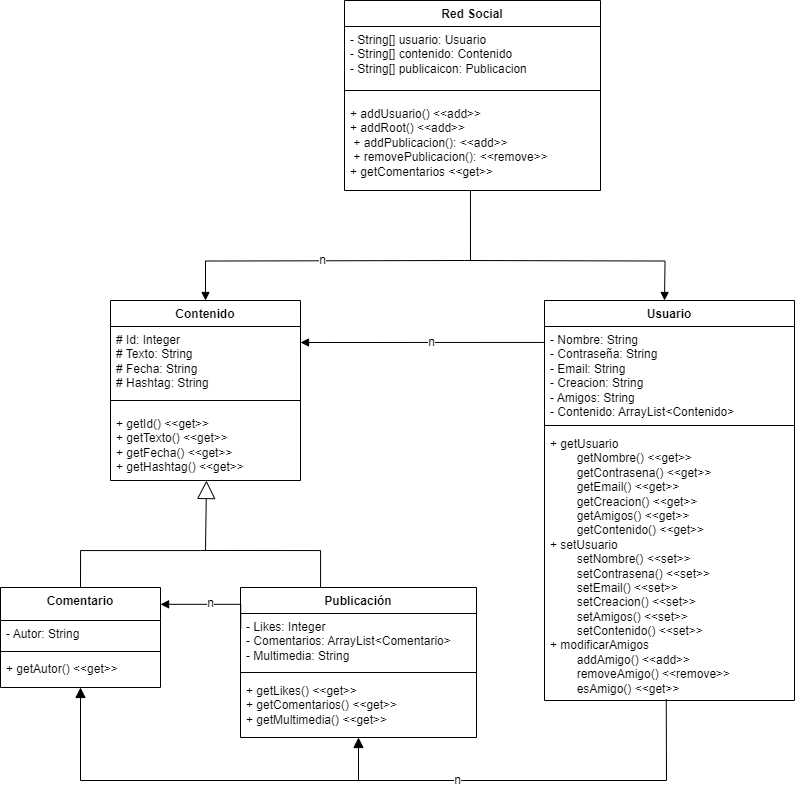 Red Social
- String[] usuario: Usuario
- String[] contenido: Contenido
- String[] publicaicon: Publicacion
+ addUsuario() <<add>>
+ addRoot() <<add>>
+ addPublicacion(): <<add>>
+ removePublicacion(): <<remove>>
+ getComentarios <<get>>
n
Contenido
# Id: Integer
# Texto: String
# Fecha: String
# Hashtag: String
+ getId() <<get>>
+ getTexto() <<get>>
+ getFecha() <<get>>
+ getHashtag() <<get>>
n
Usuario
- Nombre: String
- Contraseña: String
- Email: String
- Creacion: String
- Amigos: String
- Contenido: ArrayList<Contenido>
+ getUsuario
getNombre() <<get>>
getContrasena() <<get>>
getEmail() <<get>>
getCreacion() <<get>>
getAmigos() <<get>>
getContenido() <<get>>
+ setUsuario
setNombre() <<set>>
setContrasena() <<set>>
setEmail() <<set>>
setCreacion() <<set>>
setAmigos() <<set>>
setContenido() <<set>>
+ modificarAmigos
addAmigo() <<add>>
removeAmigo() <<remove>>
esAmigo() <<get>>
Comentario
- Autor: String
+ getAutor() <<get>>
n
Publicación
- Likes: Integer
- Comentarios: ArrayList<Comentario>
- Multimedia: String
+ getLikes() <<get>>
+ getComentarios() <<get>>
+ getMultimedia() <<get>>
n